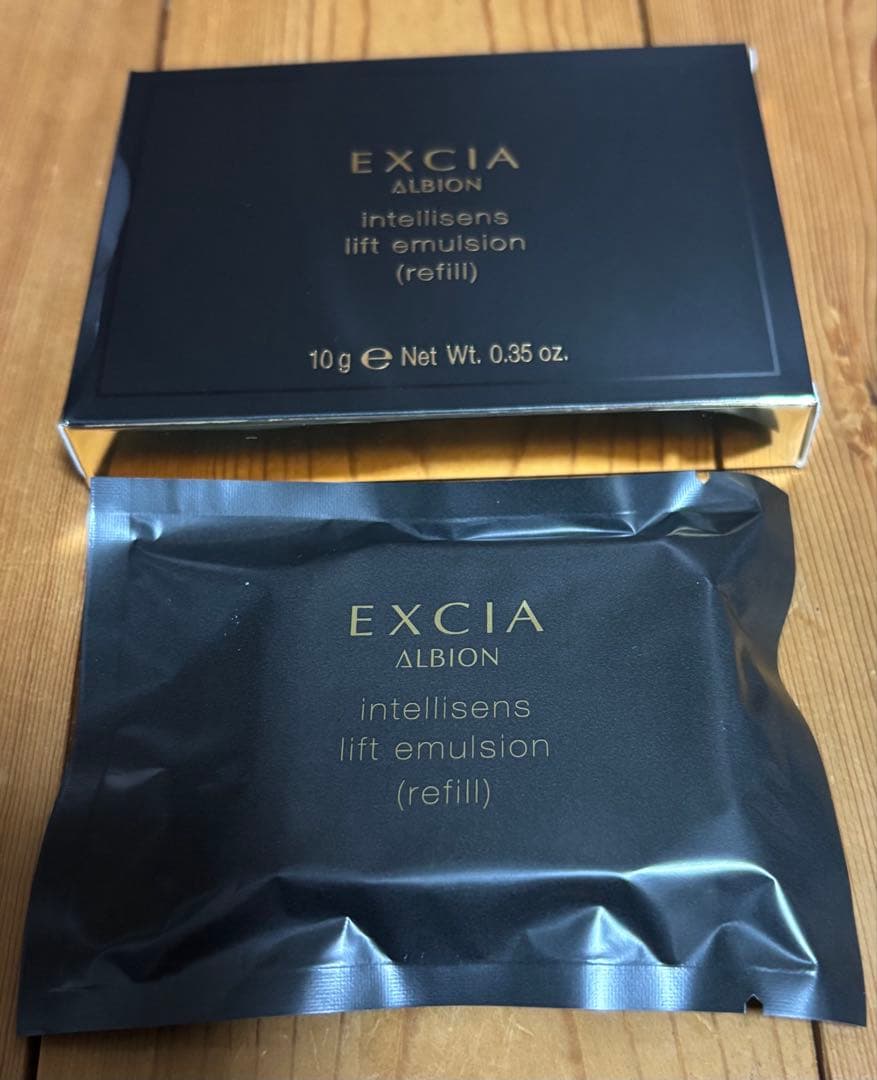 EXCIA
ALBION
intellisens
lift emulsion
(refill)
10 g ℮ Net Wt. 0.35 oz.
EXCIA
ALBION
intellisens
lift emulsion
(refill)